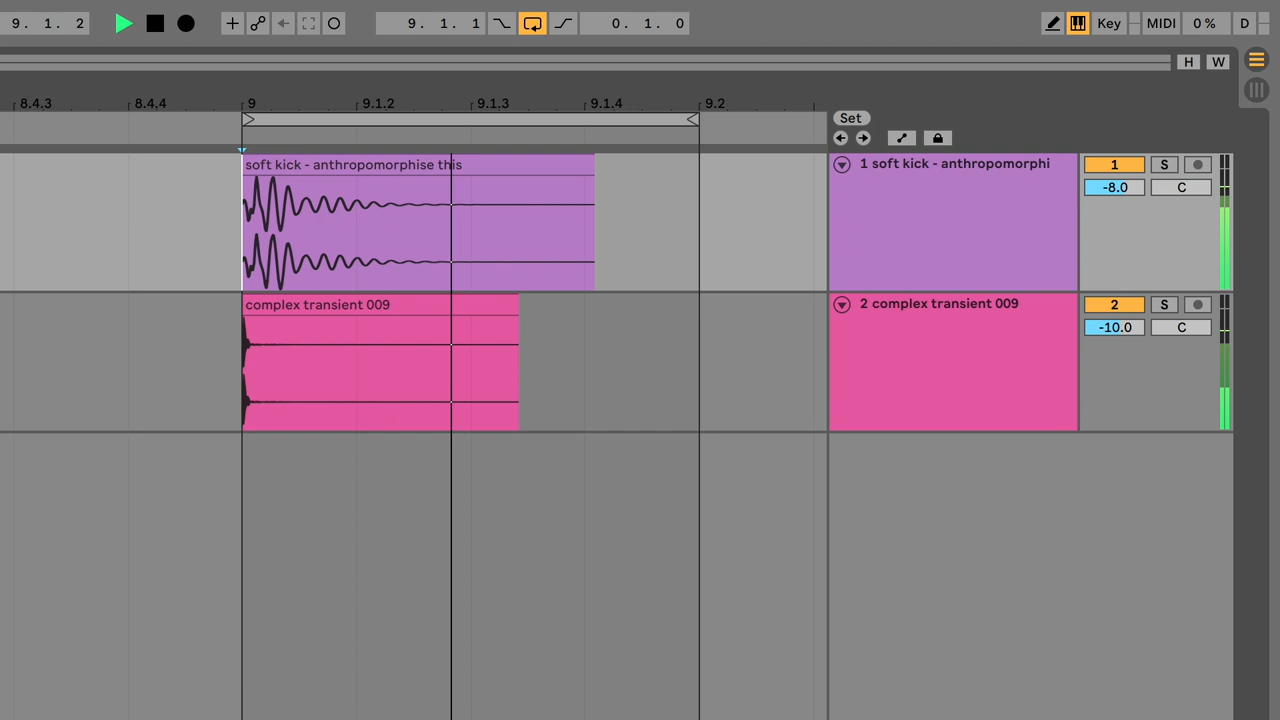 9. 1. 2
9. 1. 1
0. 1. 0
Key
MIDI
0 %
D
H
W
8.4.3
8.4.4
9
9.1.2
9.1.3
9.1.4
9.2
Set
soft kick - anthropomorphise this
1 soft kick - anthropomorphi
1
S
-8.0
C
complex transient 009
2 complex transient 009
2
S
-10.0
C